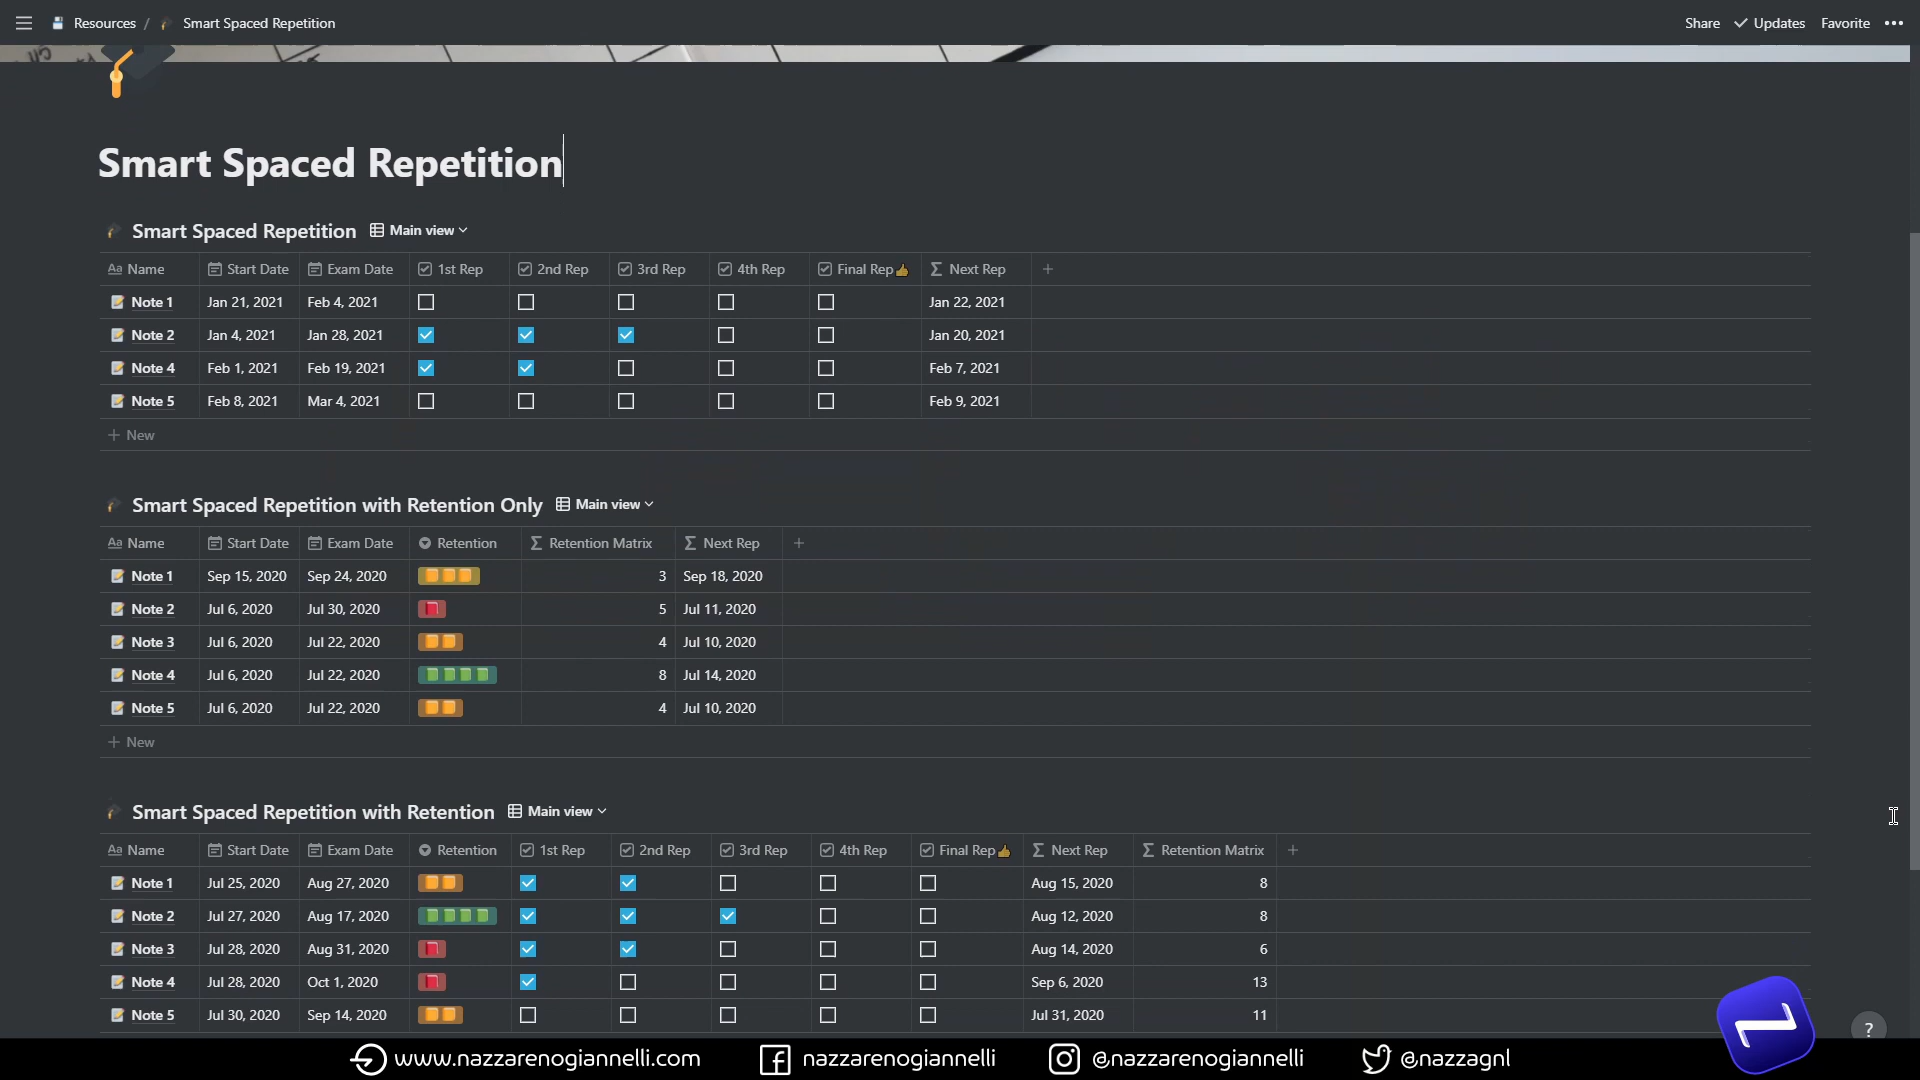 Resources / Smart Spaced Repetition
Share Updates Favorite
Smart Spaced Repetition
Smart Spaced Repetition Main view
Aa Name Start Date Exam Date 1st Rep 2nd Rep 3rd Rep 4th Rep Final Rep👍 Σ Next Rep +
Note 1 Jan 21, 2021 Feb 4, 2021 Jan 22, 2021
Note 2 Jan 4, 2021 Jan 28, 2021 Jan 20, 2021
Note 4 Feb 1, 2021 Feb 19, 2021 Feb 7, 2021
Note 5 Feb 8, 2021 Mar 4, 2021 Feb 9, 2021
+ New
Smart Spaced Repetition with Retention Only Main view
Aa Name Start Date Exam Date Retention Σ Retention Matrix Σ Next Rep +
Note 1 Sep 15, 2020 Sep 24, 2020 3 Sep 18, 2020
Note 2 Jul 6, 2020 Jul 30, 2020 5 Jul 11, 2020
Note 3 Jul 6, 2020 Jul 22, 2020 4 Jul 10, 2020
Note 4 Jul 6, 2020 Jul 22, 2020 8 Jul 14, 2020
Note 5 Jul 6, 2020 Jul 22, 2020 4 Jul 10, 2020
+ New
Smart Spaced Repetition with Retention Main view
Aa Name Start Date Exam Date Retention 1st Rep 2nd Rep 3rd Rep 4th Rep Final Rep👍 Σ Next Rep Σ Retention Matrix +
Note 1 Jul 25, 2020 Aug 27, 2020 Aug 15, 2020 8
Note 2 Jul 27, 2020 Aug 17, 2020 Aug 12, 2020 8
Note 3 Jul 28, 2020 Aug 31, 2020 Aug 14, 2020 6
Note 4 Jul 28, 2020 Oct 1, 2020 Sep 6, 2020 13
Note 5 Jul 30, 2020 Sep 14, 2020 Jul 31, 2020 11
?
www.nazzarenogiannelli.com nazzarenogiannelli @nazzarenogiannelli @nazzagnl